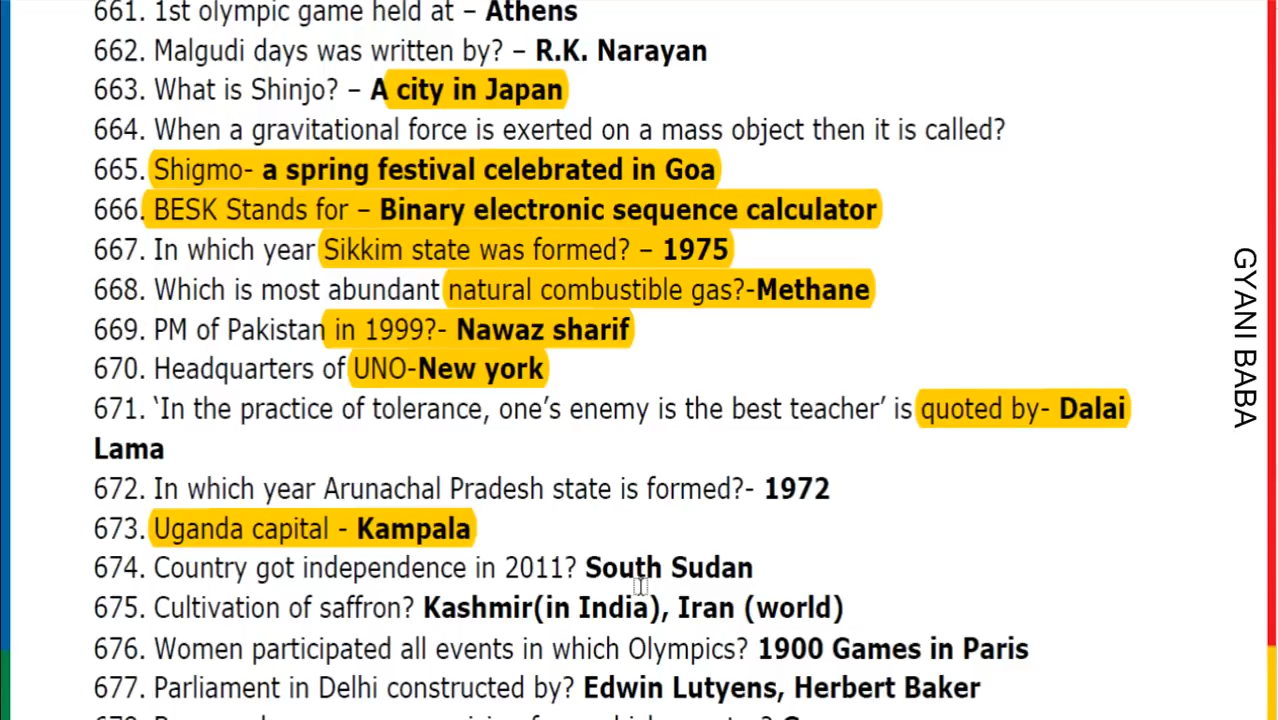 661. 1st olympic game held at – Athens
662. Malgudi days was written by? – R.K. Narayan
663. What is Shinjo? – A city in Japan
664. When a gravitational force is exerted on a mass object then it is called?
665. Shigmo- a spring festival celebrated in Goa
666. BESK Stands for – Binary electronic sequence calculator
667. In which year Sikkim state was formed? – 1975
668. Which is most abundant natural combustible gas?-Methane
669. PM of Pakistan in 1999?- Nawaz sharif
670. Headquarters of UNO-New york
671. ‘In the practice of tolerance, one’s enemy is the best teacher’ is quoted by- Dalai
Lama
672. In which year Arunachal Pradesh state is formed?- 1972
673. Uganda capital - Kampala
674. Country got independence in 2011? South Sudan
675. Cultivation of saffron? Kashmir(in India), Iran (world)
676. Women participated all events in which Olympics? 1900 Games in Paris
677. Parliament in Delhi constructed by? Edwin Lutyens, Herbert Baker
GYANI BABA